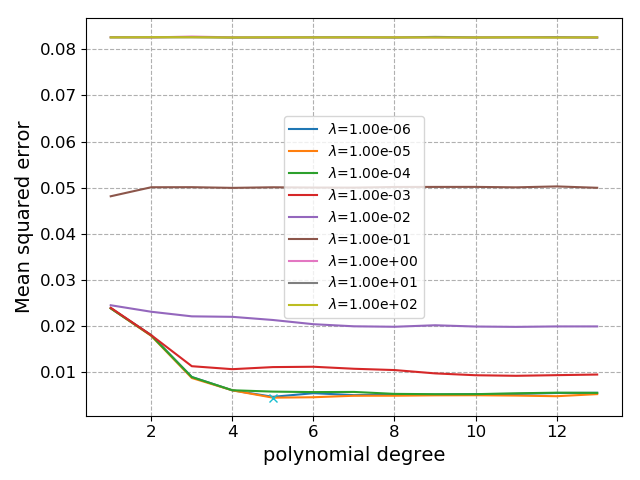 0.08
0.07
0.06
0.05
0.04
0.03
0.02
0.01
Mean squared error
λ=1.00e-06
λ=1.00e-05
λ=1.00e-04
λ=1.00e-03
λ=1.00e-02
λ=1.00e-01
λ=1.00e+00
λ=1.00e+01
λ=1.00e+02
2 4 6 8 10 12
polynomial degree